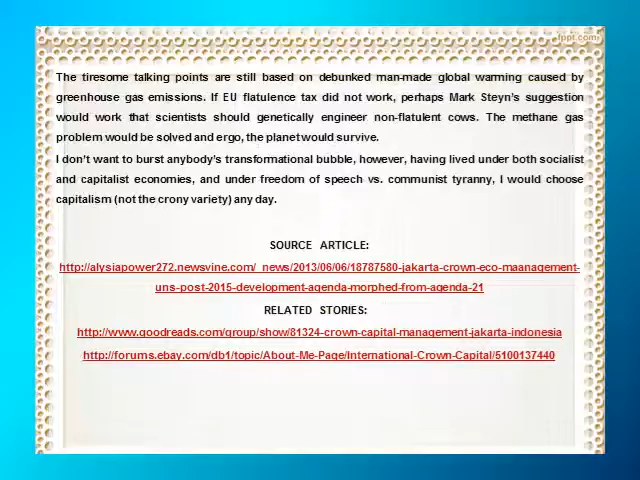 fppt.com
The tiresome talking points are still based on debunked man-made global warming caused by
greenhouse gas emissions. If EU flatulence tax did not work, perhaps Mark Steyn's suggestion
would work that scientists should genetically engineer non-flatulent cows. The methane gas
problem would be solved and ergo, the planet would survive.
I don't want to burst anybody's transformational bubble, however, having lived under both socialist
and capitalist economies, and under freedom of speech vs. communist tyranny, I would choose
capitalism (not the crony variety) any day.
SOURCE ARTICLE:
http://alysiapower272.newsvine.com/_news/2013/06/06/18787580-jakarta-crown-eco-maanagement-
uns-post-2015-development-agenda-morphed-from-agenda-21
RELATED STORIES:
http://www.goodreads.com/group/show/81324-crown-capital-management-jakarta-indonesia
http://forums.ebay.com/db1/topic/About-Me-Page/International-Crown-Capital/5100137440